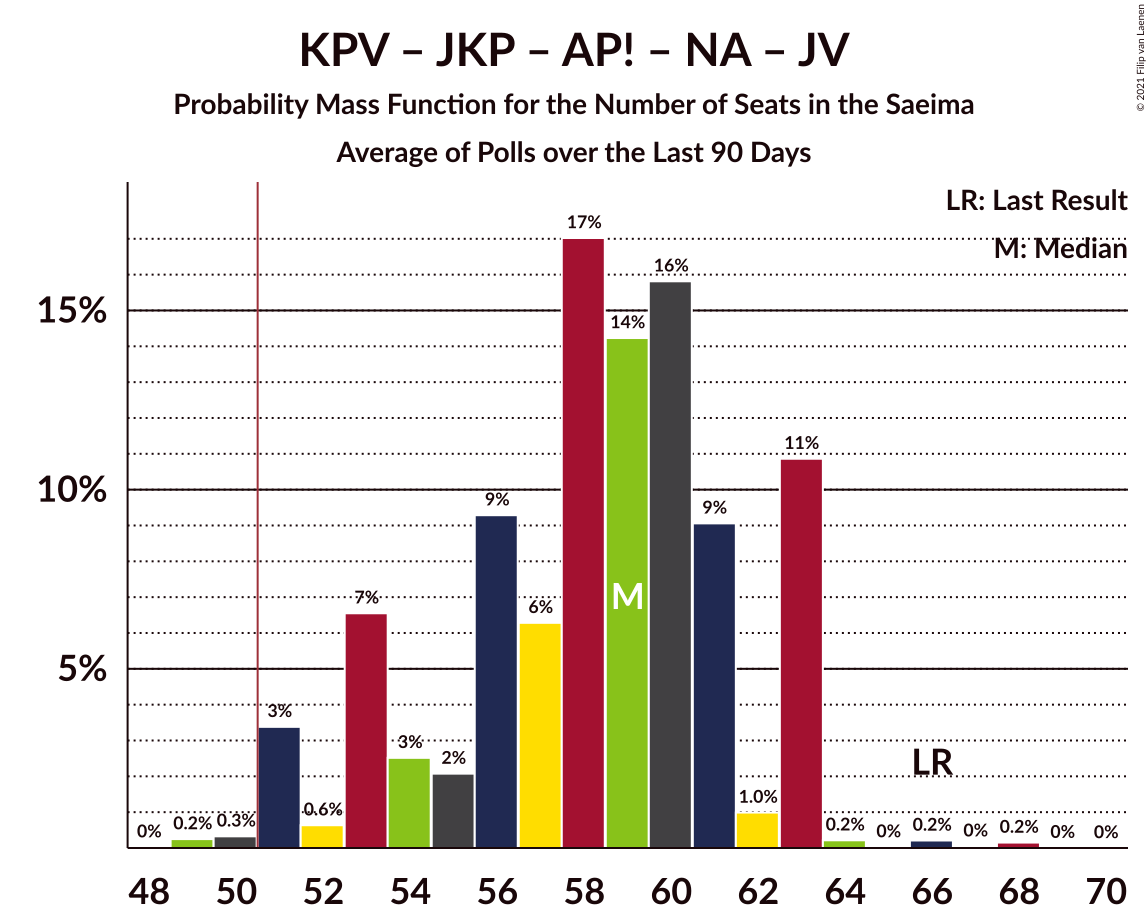 KPV – JKP – AP! – NA – JV
Probability Mass Function for the Number of Seats in the Saeima
Average of Polls over the Last 90 Days
© 2021 Filip van Laenen
LR: Last Result
M: Median
15%
10%
5%
0%
0.2%
0.3%
3%
0.6%
7%
3%
2%
9%
6%
17%
14%
16%
9%
1.0%
11%
0.2%
0%
0.2%
0%
0.2%
0%
0%
M
LR
48 50 52 54 56 58 60 62 64 66 68 70